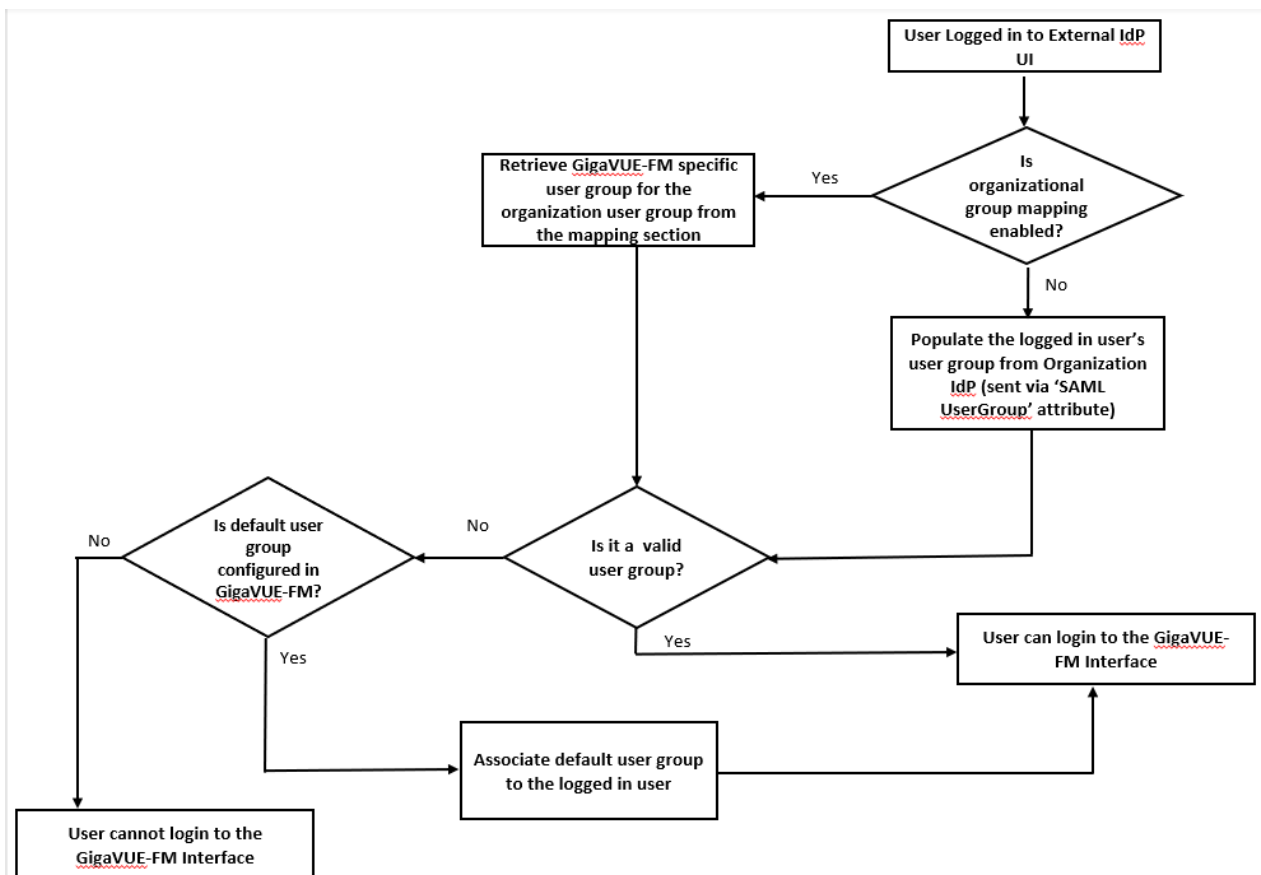 User Logged in to External IdP
UI
Is
organizational
group mapping
enabled?
Yes
Retrieve GigaVUE-FM specific
user group for the
organization user group from
the mapping section
No
Populate the logged in user’s
user group from Organization
IdP (sent via ‘SAML
UserGroup’ attribute)
Is it a valid
user group?
No
Is default user
group
configured in
GigaVUE-FM?
No
Yes
Yes
User can login to the GigaVUE-
FM Interface
Associate default user group
to the logged in user
User cannot login to the
GigaVUE-FM Interface